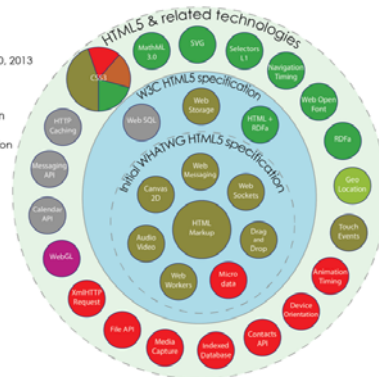 HTML5 & related technologies
0, 2013
MathML
3.0
SVG
Selectors
L1
Navigation
Timing
CSS3
W3C HTML5 specification
Web Open
Font
Web
Storage
Web SQL
HTML +
RDFa
HTTP
Caching
RDFa
Initial WHATWG HTML5 specification
Web
Messaging
Messaging
API
Geo
Location
Canvas
2D
Web
Sockets
Calendar
API
HTML
Markup
Touch
Events
Audio
Video
Drag
and
Drop
WebGL
Web
Workers
Micro
data
Animation
Timing
XmlHTTP
Request
Device
Orientation
File API
Contacts
API
Media
Capture
Indexed
Database